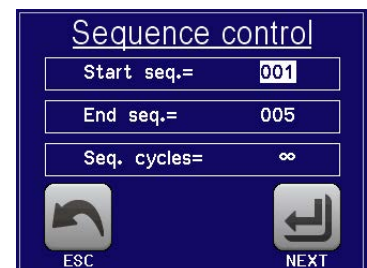 Sequence control
Start seq.= 001
End seq.= 005
Seq. cycles= ∞
ESC NEXT